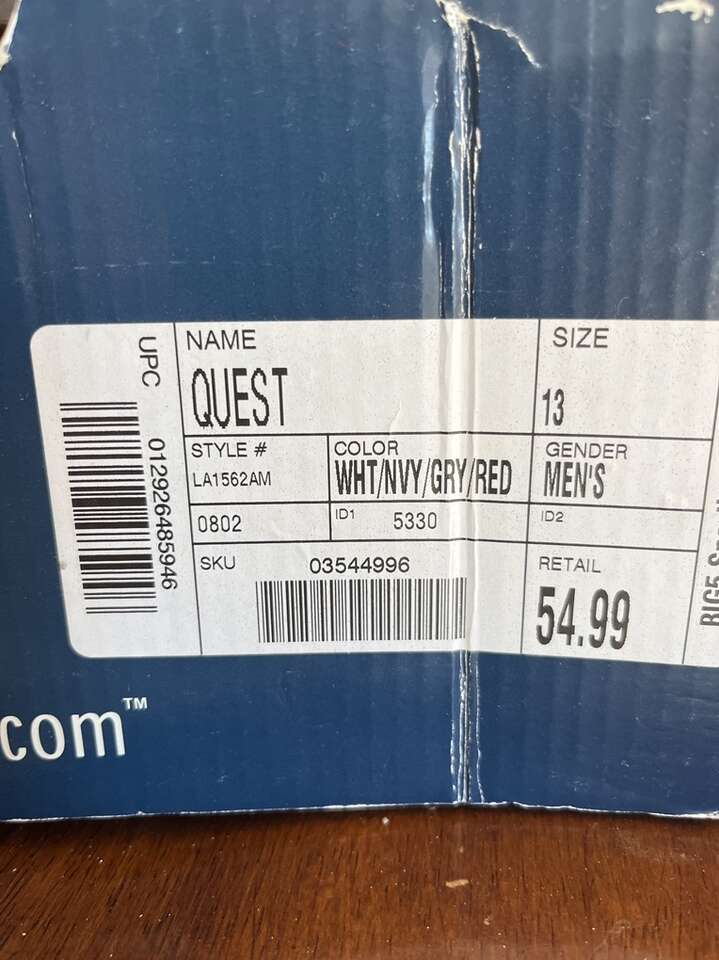 NAME
QUEST
SIZE
13
STYLE #
LA1562AM
COLOR
WHT/NVY/GRY/RED
GENDER
MEN'S
0802
ID1
5330
ID2
SKU
03544996
RETAIL
54.99
UPC
012926485946
BIG5
com™